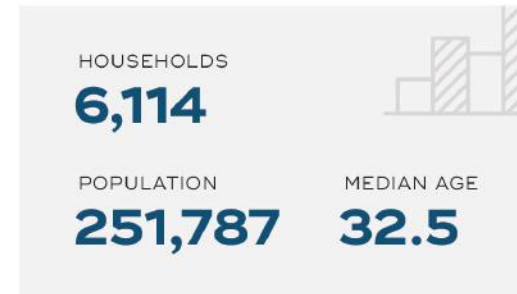 HOUSEHOLDS
6,114
POPULATION MEDIAN AGE
251,787 32.5